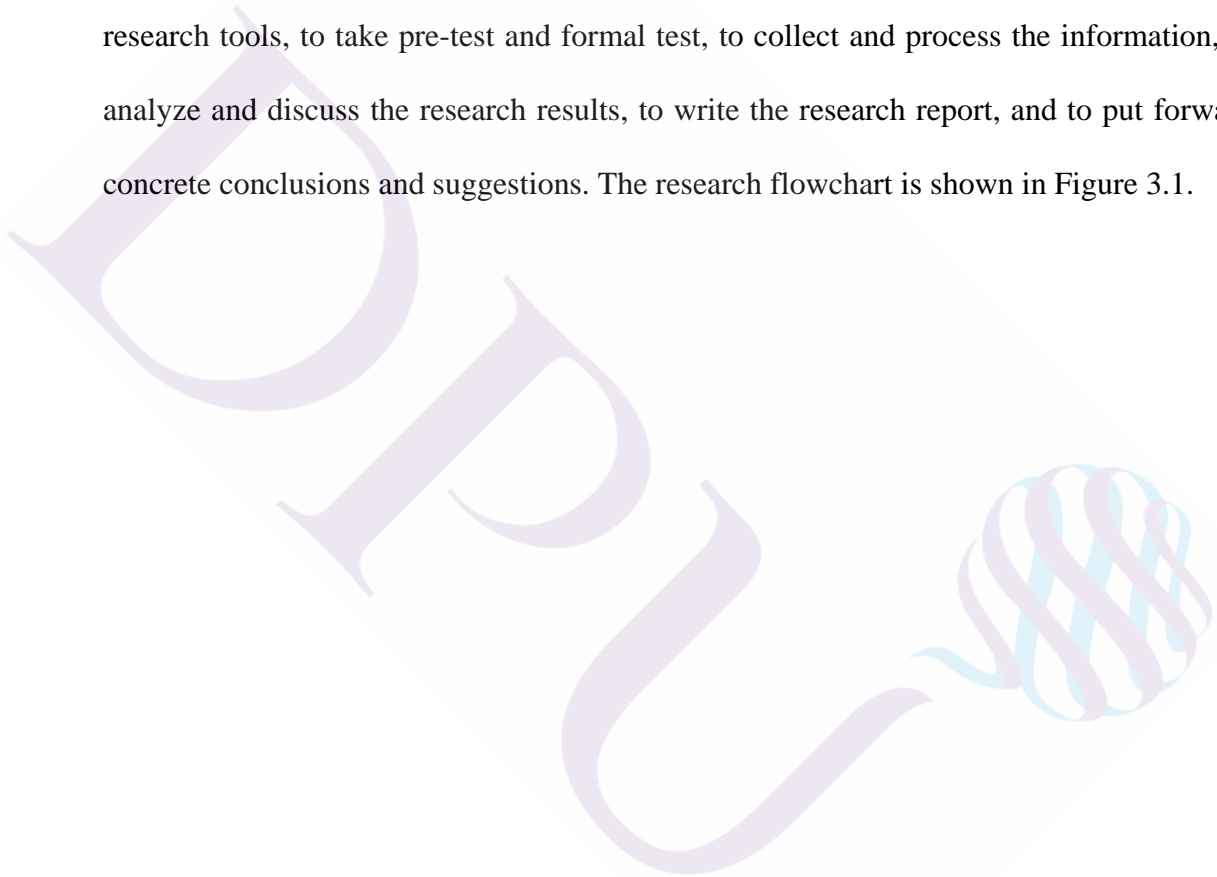 research tools, to take pre-test and formal test, to collect and process the information,
analyze and discuss the research results, to write the research report, and to put forwa
concrete conclusions and suggestions. The research flowchart is shown in Figure 3.1.
DPU